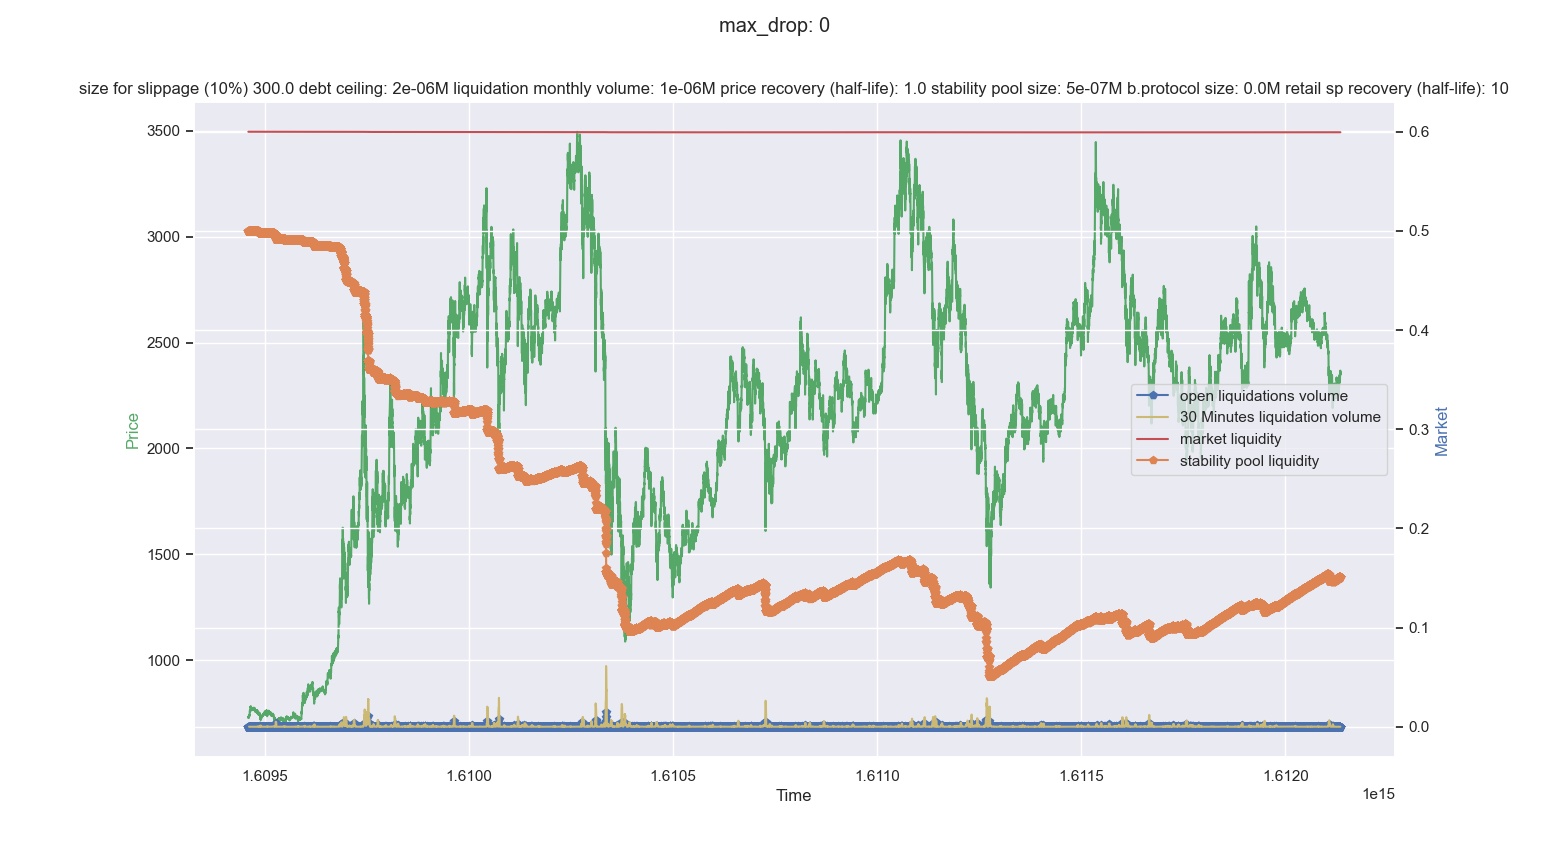 max_drop: 0
size for slippage (10%) 300.0 debt ceiling: 2e-06M liquidation monthly volume: 1e-06M price recovery (half-life): 1.0 stability pool size: 5e-07M b.protocol size: 0.0M retail sp recovery (half-life): 10
3500
3000
2500
2000
1500
1000
Price
0.6
0.5
0.4
0.3
0.2
0.1
0.0
Market
open liquidations volume
30 Minutes liquidation volume
market liquidity
stability pool liquidity
1.6095 1.6100 1.6105 1.6110 1.6115 1.6120
Time
1e15